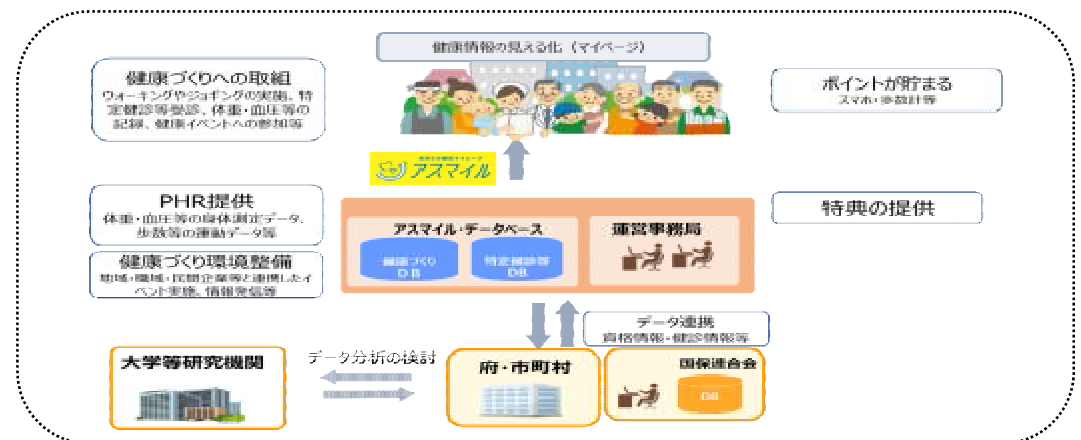 健康情報の見える化（マイページ）
健康づくりへの取組
ウォーキングやジョギングの実施、特
定健診等受診、体重・血圧等の
記録、健康イベントへの参加等
ポイントが貯まる
スマホ・歩数計等
アスマイル
PHR提供
体重・血圧等の身体測定データ、
歩数等の運動データ等
特典の提供
アスマイル・データベース
運営事務局
健康づくり
DB
特定健診等
DB
健康づくり環境整備
地域・職域・民間企業等と連携したイ
ベント実施、情報発信等
データ連携
資格情報・健診情報等
大学等研究機関
データ分析の検討
府・市町村
国保連合会
DB